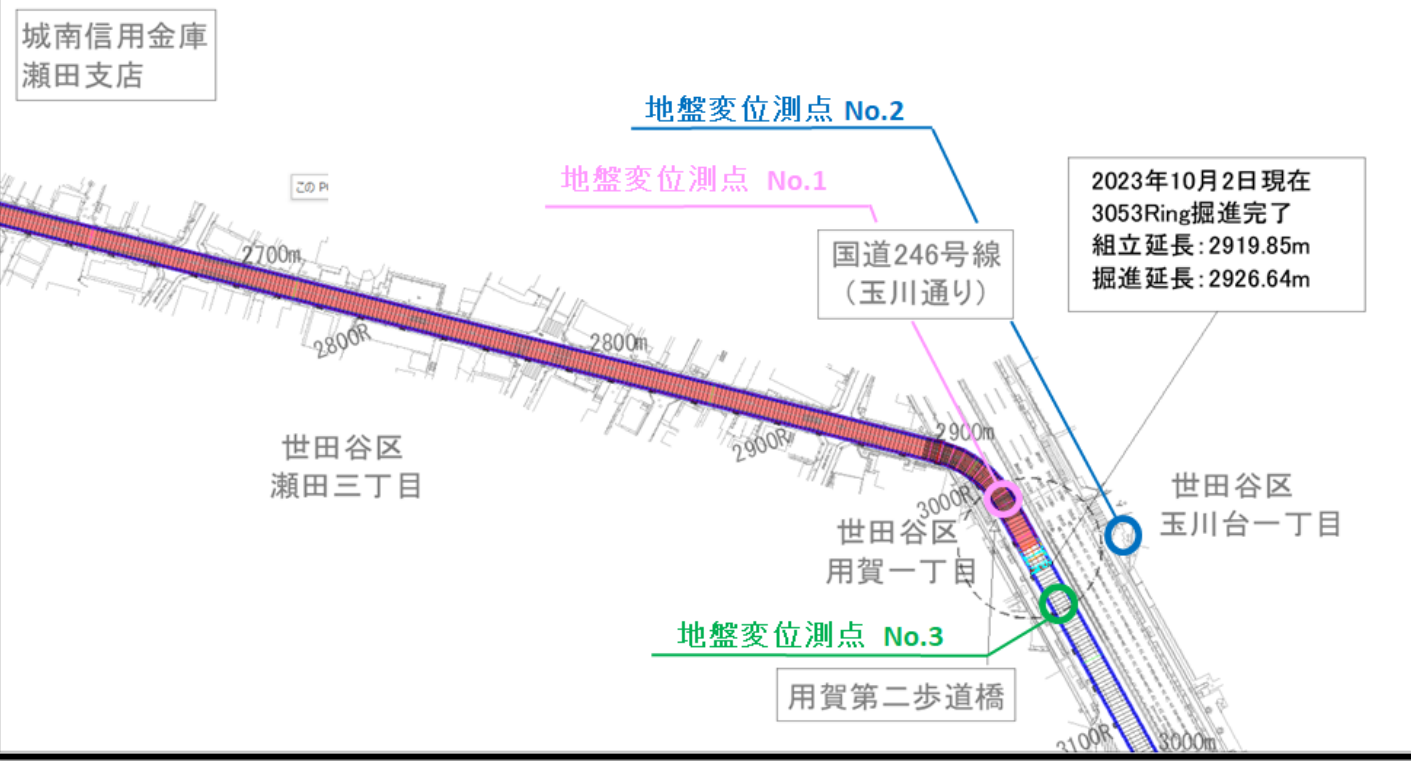 城南信用金庫
瀬田支店
地盤変位測点 No.2
地盤変位測点 No.1
この
2023年10月2日現在
3053Ring掘進完了
組立延長:2919.85m
掘進延長:2926.64m
国道246号線
(玉川通り)
2700m
2800R
2800m
2900R
2900m
世田谷区
瀬田三丁目
3000R
世田谷区
用賀一丁目
世田谷区
玉川台一丁目
地盤変位測点 No.3
用賀第二歩道橋
3100R
3000m